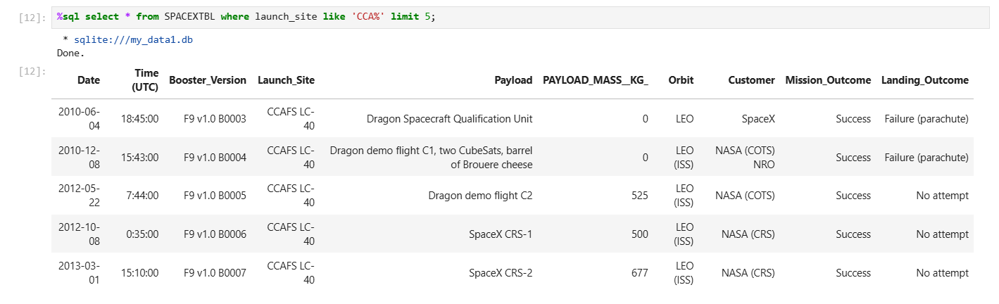 [12]: %sql select * from SPACEXTBL where launch_site like 'CCA%' limit 5;
* sqlite:///my_data1.db
Done.
[12]:
Date Time (UTC) Booster_Version Launch_Site Payload PAYLOAD_MASS__KG_ Orbit Customer Mission_Outcome Landing_Outcome
2010-06-04 18:45:00 F9 v1.0 B0003 CCAFS LC-40 Dragon Spacecraft Qualification Unit 0 LEO SpaceX Success Failure (parachute)
2010-12-08 15:43:00 F9 v1.0 B0004 CCAFS LC-40 Dragon demo flight C1, two CubeSats, barrel of Brouere cheese 0 LEO (ISS) NASA (COTS) NRO Success Failure (parachute)
2012-05-22 7:44:00 F9 v1.0 B0005 CCAFS LC-40 Dragon demo flight C2 525 LEO (ISS) NASA (COTS) Success No attempt
2012-10-08 0:35:00 F9 v1.0 B0006 CCAFS LC-40 SpaceX CRS-1 500 LEO (ISS) NASA (CRS) Success No attempt
2013-03-01 15:10:00 F9 v1.0 B0007 CCAFS LC-40 SpaceX CRS-2 677 LEO (ISS) NASA (CRS) Success No attempt